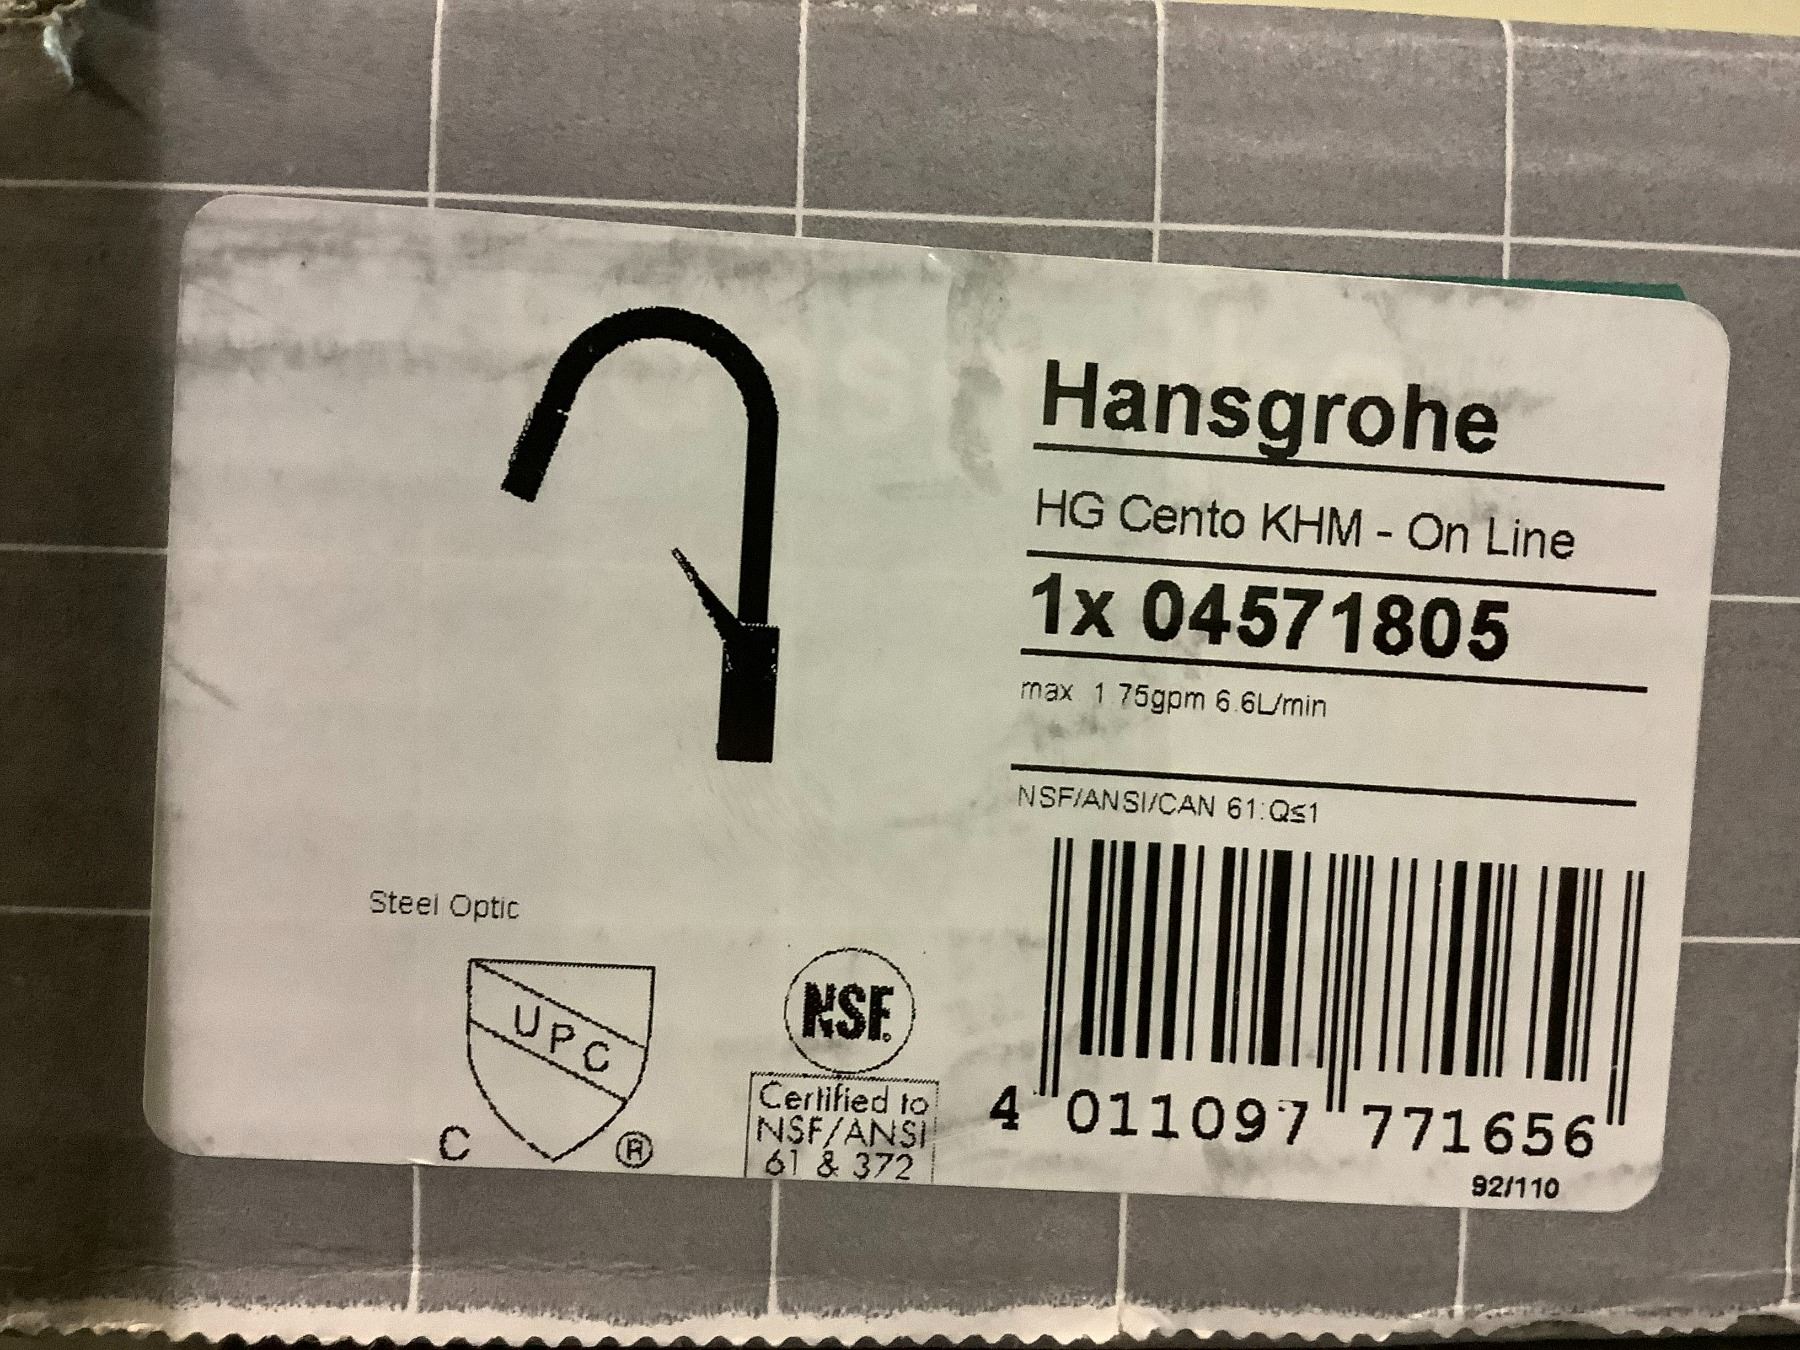 Hansgrohe
HG Cento KHM - On Line
1x 04571805
max 1 75gpm 6.6L/min
NSF/ANSI/CAN 61:Q≤1
Steel Optic
UPC
C ®
NSF.
Certified to
NSF/ANSI
61 & 372
4 011097 771656
92/110